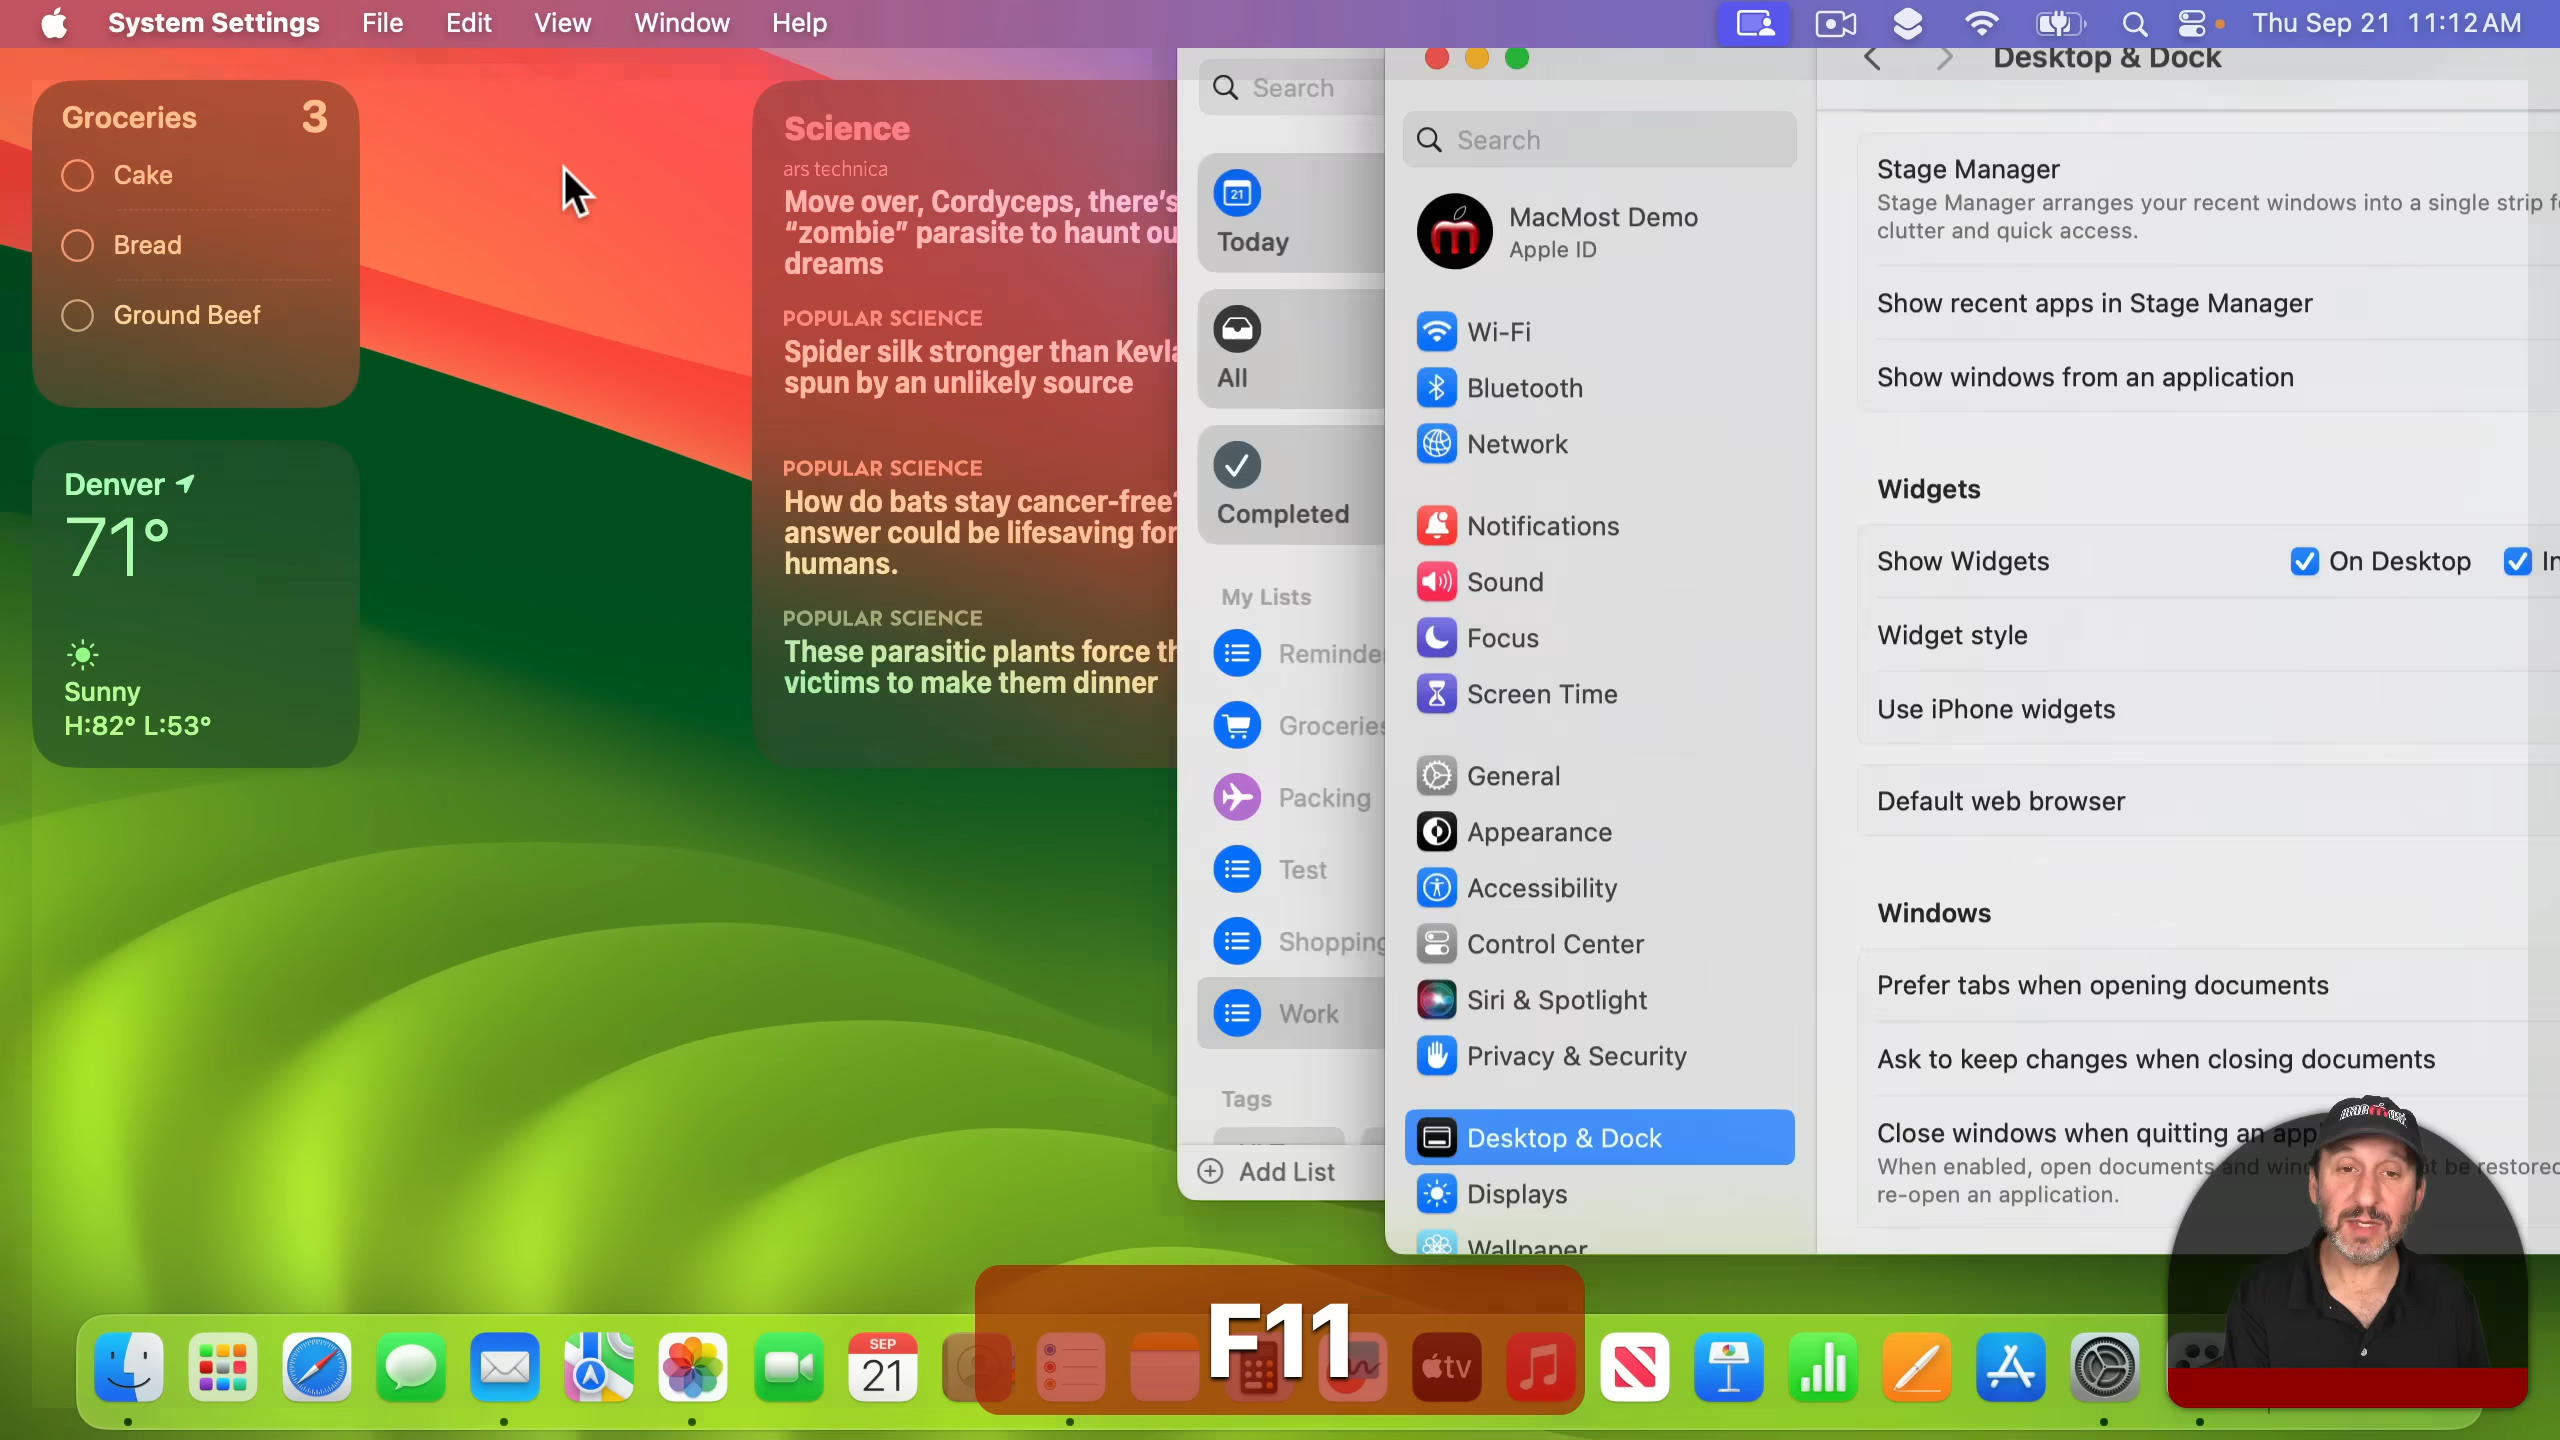 System Settings File Edit View Window Help
Thu Sep 21 11:12 AM
Groceries 3
Cake
Bread
Ground Beef
Denver
71°
Sunny
H:82° L:53°
Science
ars technica
Move over, Cordyceps, there's
“zombie” parasite to haunt
dreams
POPULAR SCIENCE
Spider silk stronger than
spun by an unlikely source
POPULAR SCIENCE
How do bats stay cancer-free?
answer could be lifesaving for
humans.
POPULAR SCIENCE
These parasitic plants force
victims to make them dinner
Search
21
Today
All
Completed
My Lists
Groceries
Packing
Test
Shopping
Work
Tags
Add List
Search
MacMost Demo
Apple ID
Wi-Fi
Bluetooth
Network
Notifications
Sound
Focus
Screen Time
General
Appearance
Accessibility
Control Center
Siri & Spotlight
Privacy & Security
Desktop & Dock
Displays
Wallpaper
Desktop & Dock
Stage Manager
Stage Manager arranges your recent windows into a single strip
clutter and quick access.
Show recent apps in Stage Manager
Show windows from an application
Widgets
Show Widgets On Desktop
Widget style
Use iPhone widgets
Default web browser
Windows
Prefer tabs when opening documents
Ask to keep changes when closing documents
Close windows when quitting an
When enabled, open documents and be restored
re-open an application.
F11
SEP
21
tv